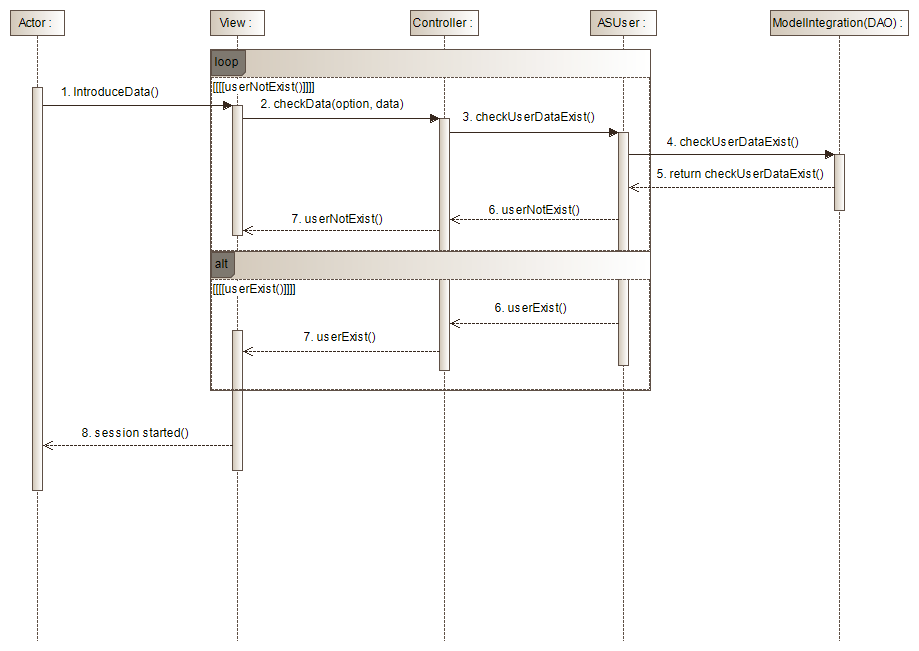 Actor :
View :
Controller :
ASUser :
ModelIntegration(DAO) :
loop
[[[[userNotExist()]]]]
1. IntroduceData()
2. checkData(option, data)
3. checkUserDataExist()
4. checkUserDataExist()
5. return checkUserDataExist()
6. userNotExist()
7. userNotExist()
alt
[[[[userExist()]]]]
6. userExist()
7. userExist()
8. session started()